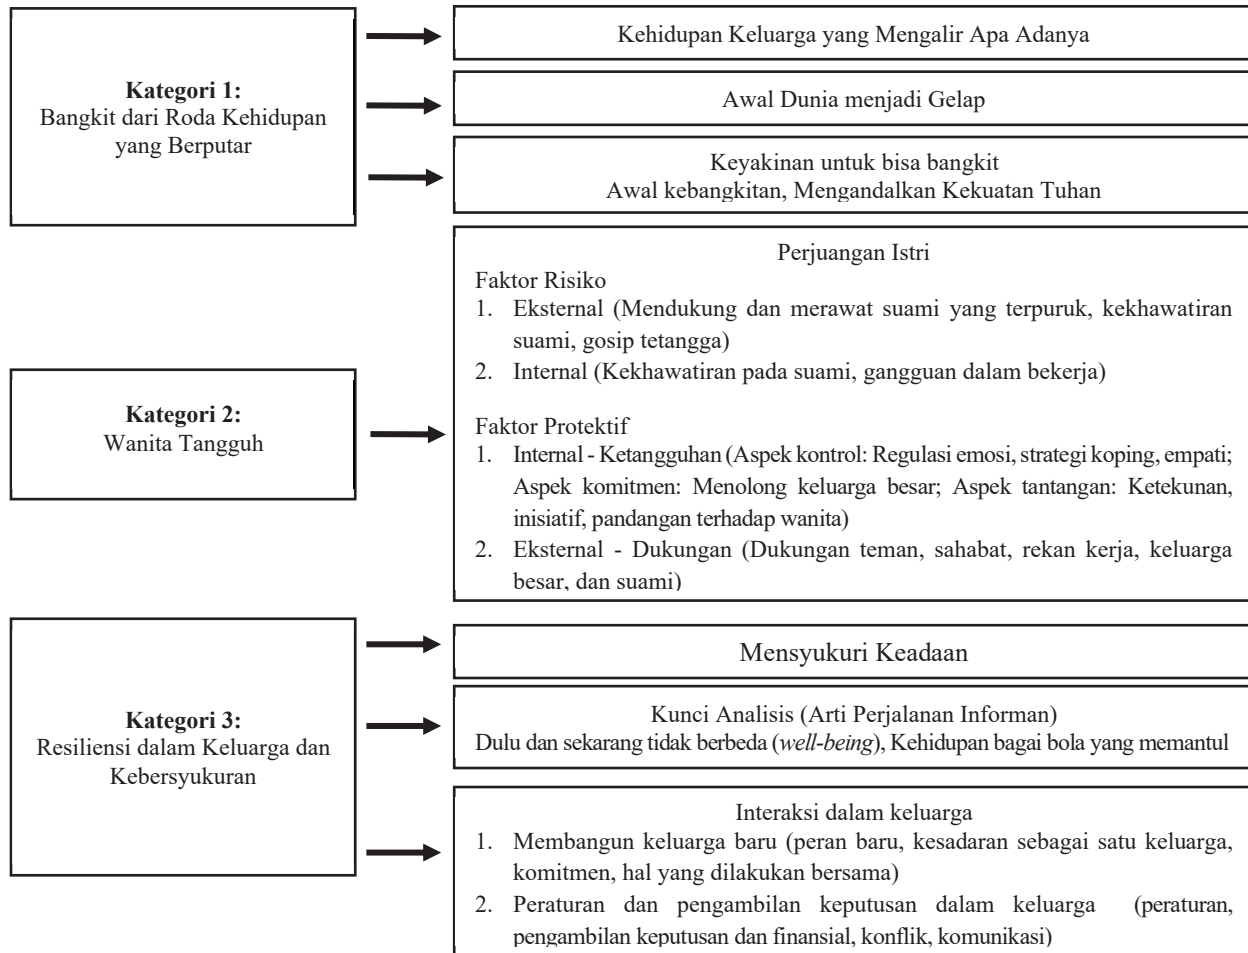 Kategori 1:
Bangkit dari Roda Kehidupan
yang Berputar
Kehidupan Keluarga yang Mengalir Apa Adanya
Awal Dunia menjadi Gelap
Keyakinan untuk bisa bangkit
Awal kebangkitan, Mengandalkan Kekuatan Tuhan
Kategori 2:
Wanita Tangguh
Perjuangan Istri
Faktor Risiko
1. Eksternal (Mendukung dan merawat suami yang terpuruk, kekhawatiran
suami, gosip tetangga)
2. Internal (Kekhawatiran pada suami, gangguan dalam bekerja)
Faktor Protektif
1. Internal - Ketangguhan (Aspek kontrol: Regulasi emosi, strategi koping, empati;
Aspek komitmen: Menolong keluarga besar; Aspek tantangan: Ketekunan,
inisiatif, pandangan terhadap wanita)
2. Eksternal - Dukungan (Dukungan teman, sahabat, rekan kerja, keluarga
besar, dan suami)
Kategori 3:
Resiliensi dalam Keluarga dan
Kebersyukuran
Mensyukuri Keadaan
Kunci Analisis (Arti Perjalanan Informan)
Dulu dan sekarang tidak berbeda (well-being), Kehidupan bagai bola yang memantul
Interaksi dalam keluarga
1. Membangun keluarga baru (peran baru, kesadaran sebagai satu keluarga,
komitmen, hal yang dilakukan bersama)
2. Peraturan dan pengambilan keputusan dalam keluarga (peraturan,
pengambilan keputusan dan finansial, konflik, komunikasi)